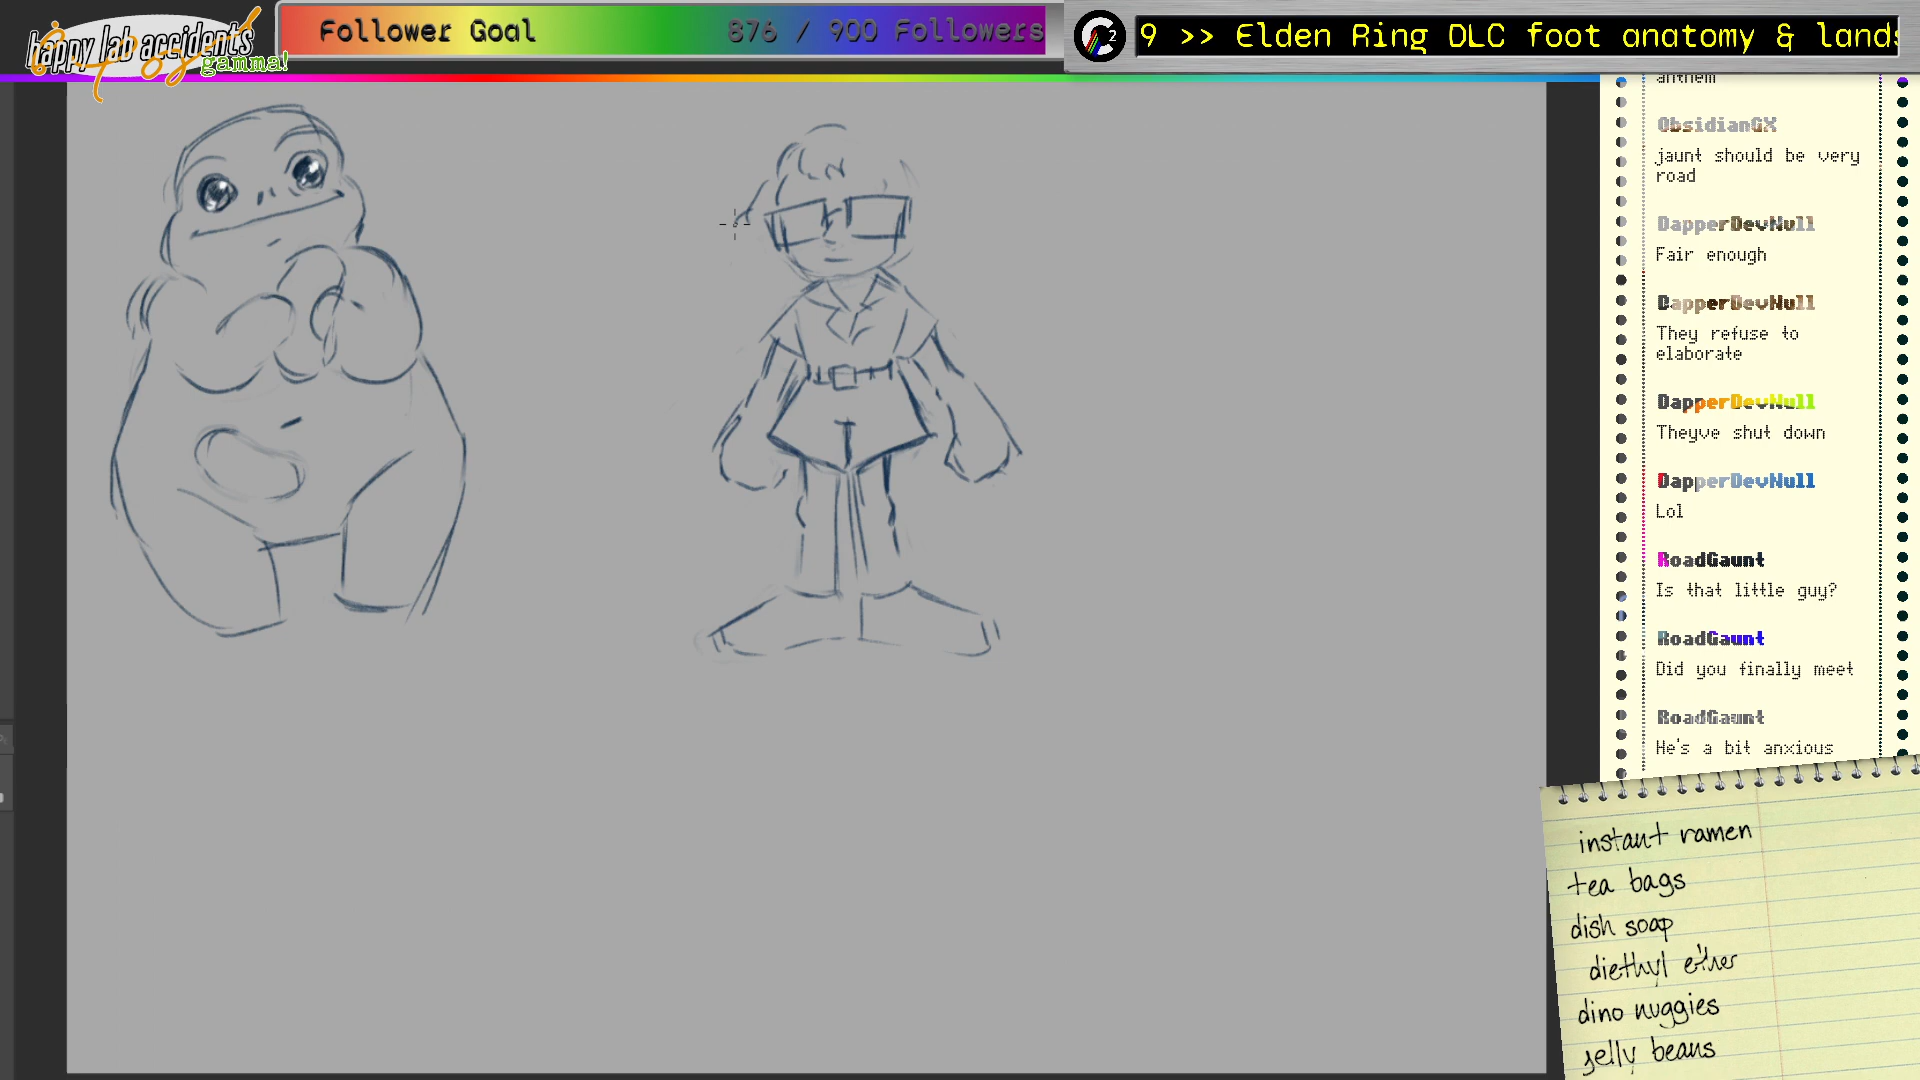 happy lab accidents
gamma!
Follower Goal 876 / 900 Followers
9 >> Elden Ring DLC foot anatomy & lands
anthem
ObsidianGX
jaunt should be very
road
DapperDevNull
Fair enough
DapperDevNull
They refuse to
elaborate
DapperDevNull
Theyve shut down
DapperDevNull
Lol
RoadGaunt
Is that little guy?
RoadGaunt
Did you finally meet
RoadGaunt
He's a bit anxious
instant ramen
tea bags
dish soap
diethyl ether
dino nuggies
jelly beans